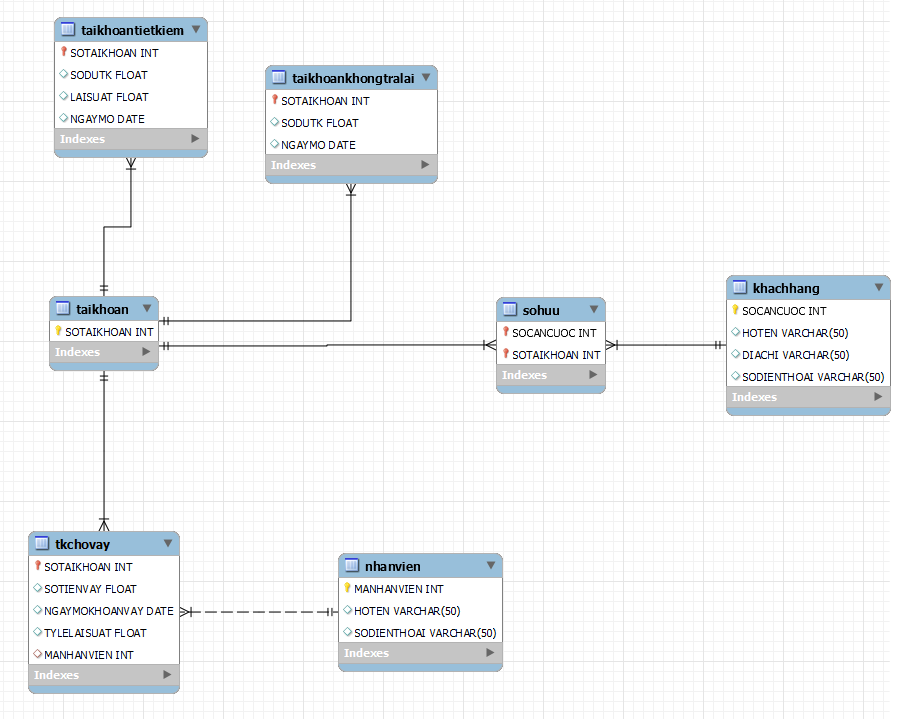 taikhoantietkiem
SOTAIKHOAN INT
SODUTK FLOAT
LAISUAT FLOAT
NGAYMO DATE
Indexes
taikhoankhongtralai
SOTAIKHOAN INT
SODUTK FLOAT
NGAYMO DATE
Indexes
taikhoan
SOTAIKHOAN INT
Indexes
sohuu
SOCANCUOC INT
SOTAIKHOAN INT
Indexes
khachhang
SOCANCUOC INT
HOTEN VARCHAR(50)
DIACHI VARCHAR(50)
SODIENTHOAI VARCHAR(50)
Indexes
tkchovay
SOTAIKHOAN INT
SOTIENVAY FLOAT
NGAYMOKHOANVAY DATE
TYLELAISUAT FLOAT
MANHANVIEN INT
Indexes
nhanvien
MANHANVIEN INT
HOTEN VARCHAR(50)
SODIENTHOAI VARCHAR(50)
Indexes